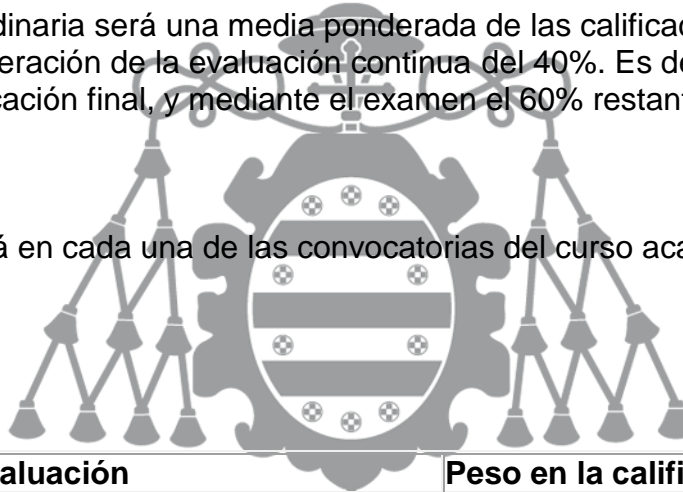 dinaria será una media ponderada de las calificac
eración de la evaluación continua del 40%. Es de
cación final, y mediante el examen el 60% restant
á en cada una de las convocatorias del curso aca
aluación Peso en la califi